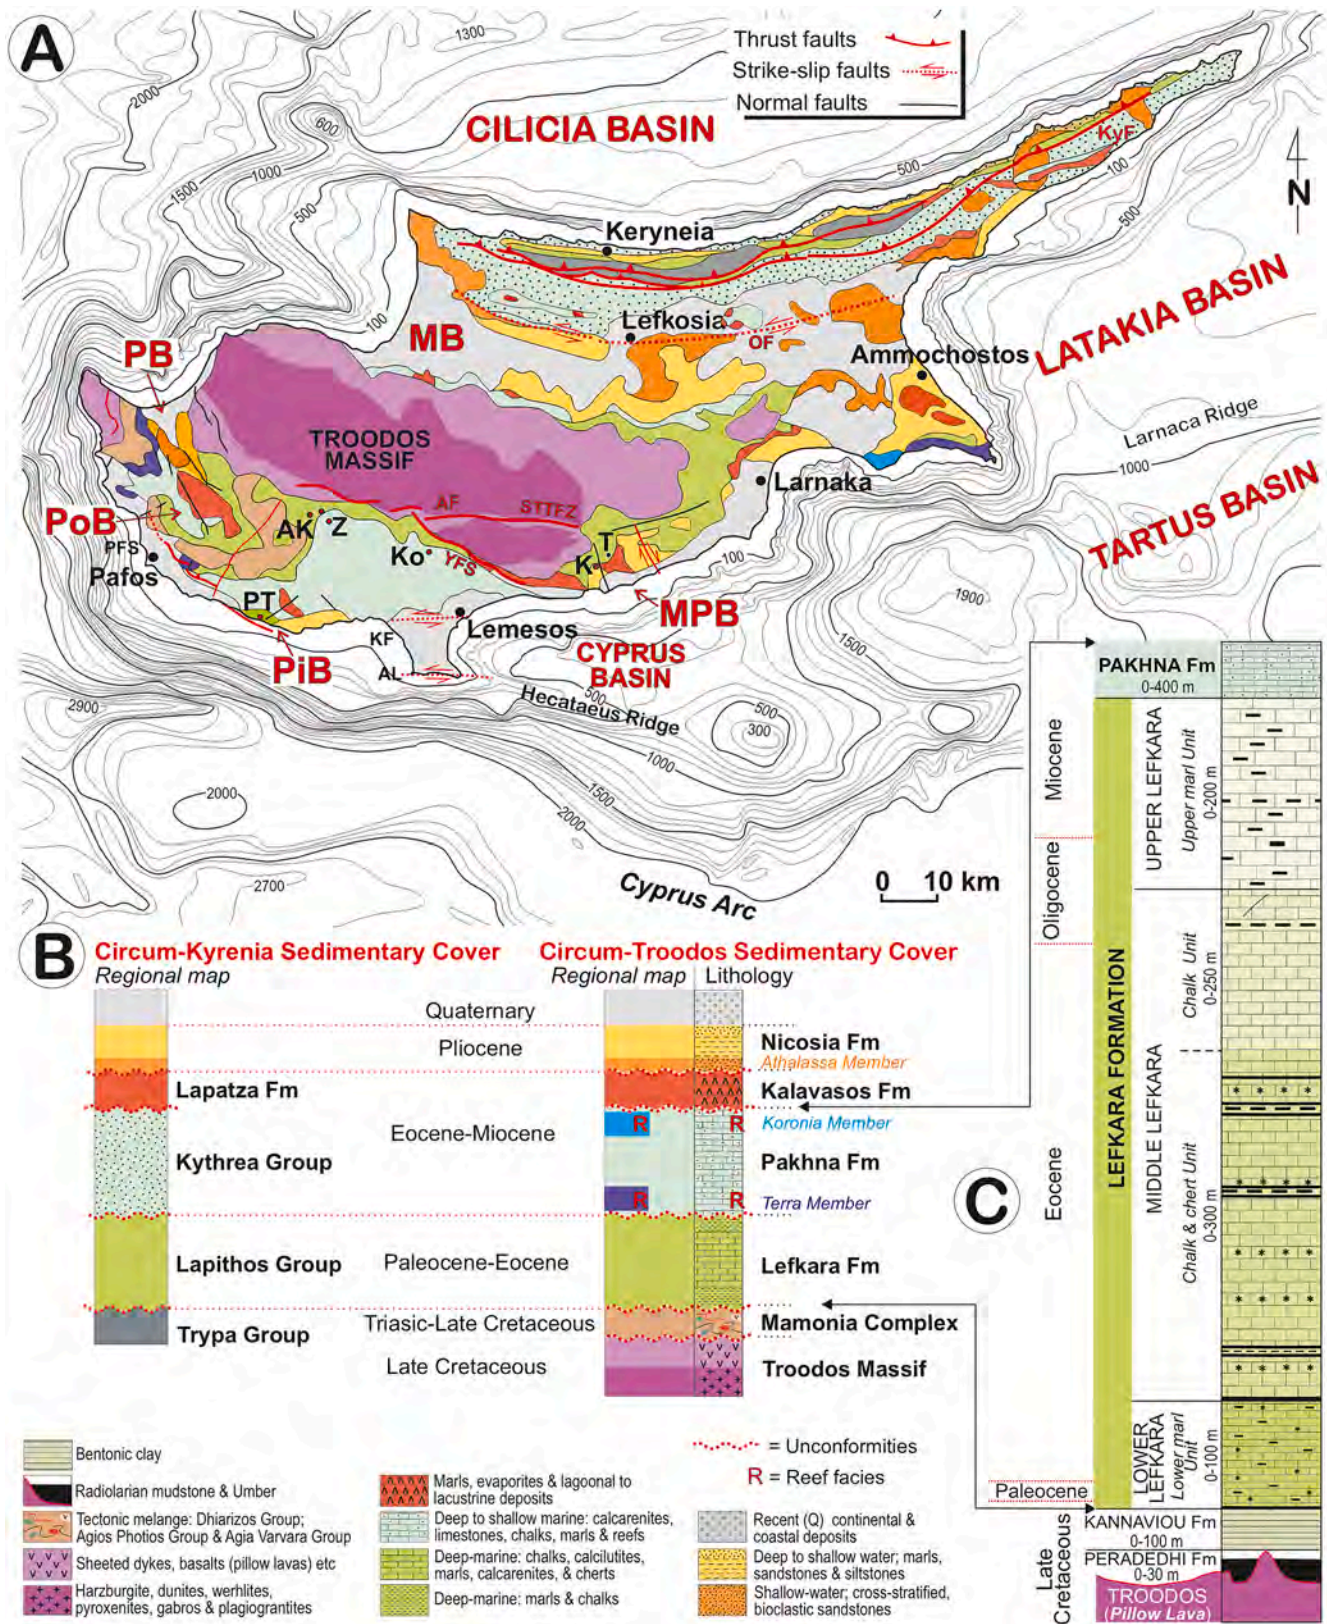 A
Thrust faults
Strike-slip faults
Normal faults
1300
2000
600
1000
1500
500
CILICIA BASIN
500
KyF
100
500
N
Keryneia
100
MB
Lefkosia
OF
LATAKIA BASIN
PB
Ammochostos
TROODOS
MASSIF
Larnaca Ridge
1000
Larnaka
TARTUS BASIN
AF
STTFZ
PoB
AK
Z
PFS
Pafos
Ko
YFS
T
K
100
PT
MPB
1900
KF
Lemesos
PiB
AL
CYPRUS
BASIN
1500
500
Hecataeus Ridge
500
300
2900
1000
2000
1500
2000
2700
Cyprus Arc
0 10 km
B
Circum-Kyrenia Sedimentary Cover
Regional map
Circum-Troodos Sedimentary Cover
Regional map
Lithology
Quaternary
Pliocene
Nicosia Fm
Athalassa Member
Lapatza Fm
Kalavasos Fm
Eocene-Miocene
R
R
Koronia Member
Kythrea Group
Pakhna Fm
R
R
Terra Member
Lapithos Group
Paleocene-Eocene
Lefkara Fm
Trypa Group
Triasic-Late Cretaceous
Mamonia Complex
Late Cretaceous
Troodos Massif
C
PAKHNA Fm
0-400 m
Miocene
Oligocene
Eocene
Paleocene
Late
Cretaceous
LEFKARA FORMATION
UPPER LEFKARA
Upper marl Unit
0-200 m
MIDDLE LEFKARA
Chalk Unit
0-250 m
Chalk & chert Unit
0-300 m
LOWER
LEFKARA
Lower marl
Unit
0-100 m
KANNAVIOU Fm
0-100 m
PERADEDHI Fm
0-30 m
TROODOS
(Pillow Lava)
Bentonic clay
Radiolarian mudstone & Umber
Tectonic melange: Dhiarizos Group;
Agios Photios Group & Agia Varvara Group
Sheeted dykes, basalts (pillow lavas) etc
Harzburgite, dunites, werhlites,
pyroxenites, gabros & plagiograntites
Marls, evaporites & lagoonal to
lacustrine deposits
Deep to shallow marine: calcarenites,
limestones, chalks, marls & reefs
Deep-marine: chalks, calcilutites,
marls, calcarenites, & cherts
Deep-marine: marls & chalks
= Unconformities
R = Reef facies
Recent (Q) continental &
coastal deposits
Deep to shallow water; marls,
sandstones & siltstones
Shallow-water; cross-stratified,
bioclastic sandstones